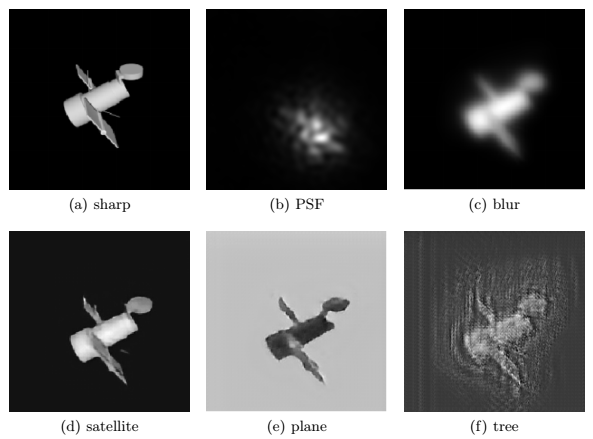 (a) sharp
(b) PSF
(c) blur
(d) satellite
(e) plane
(f) tree